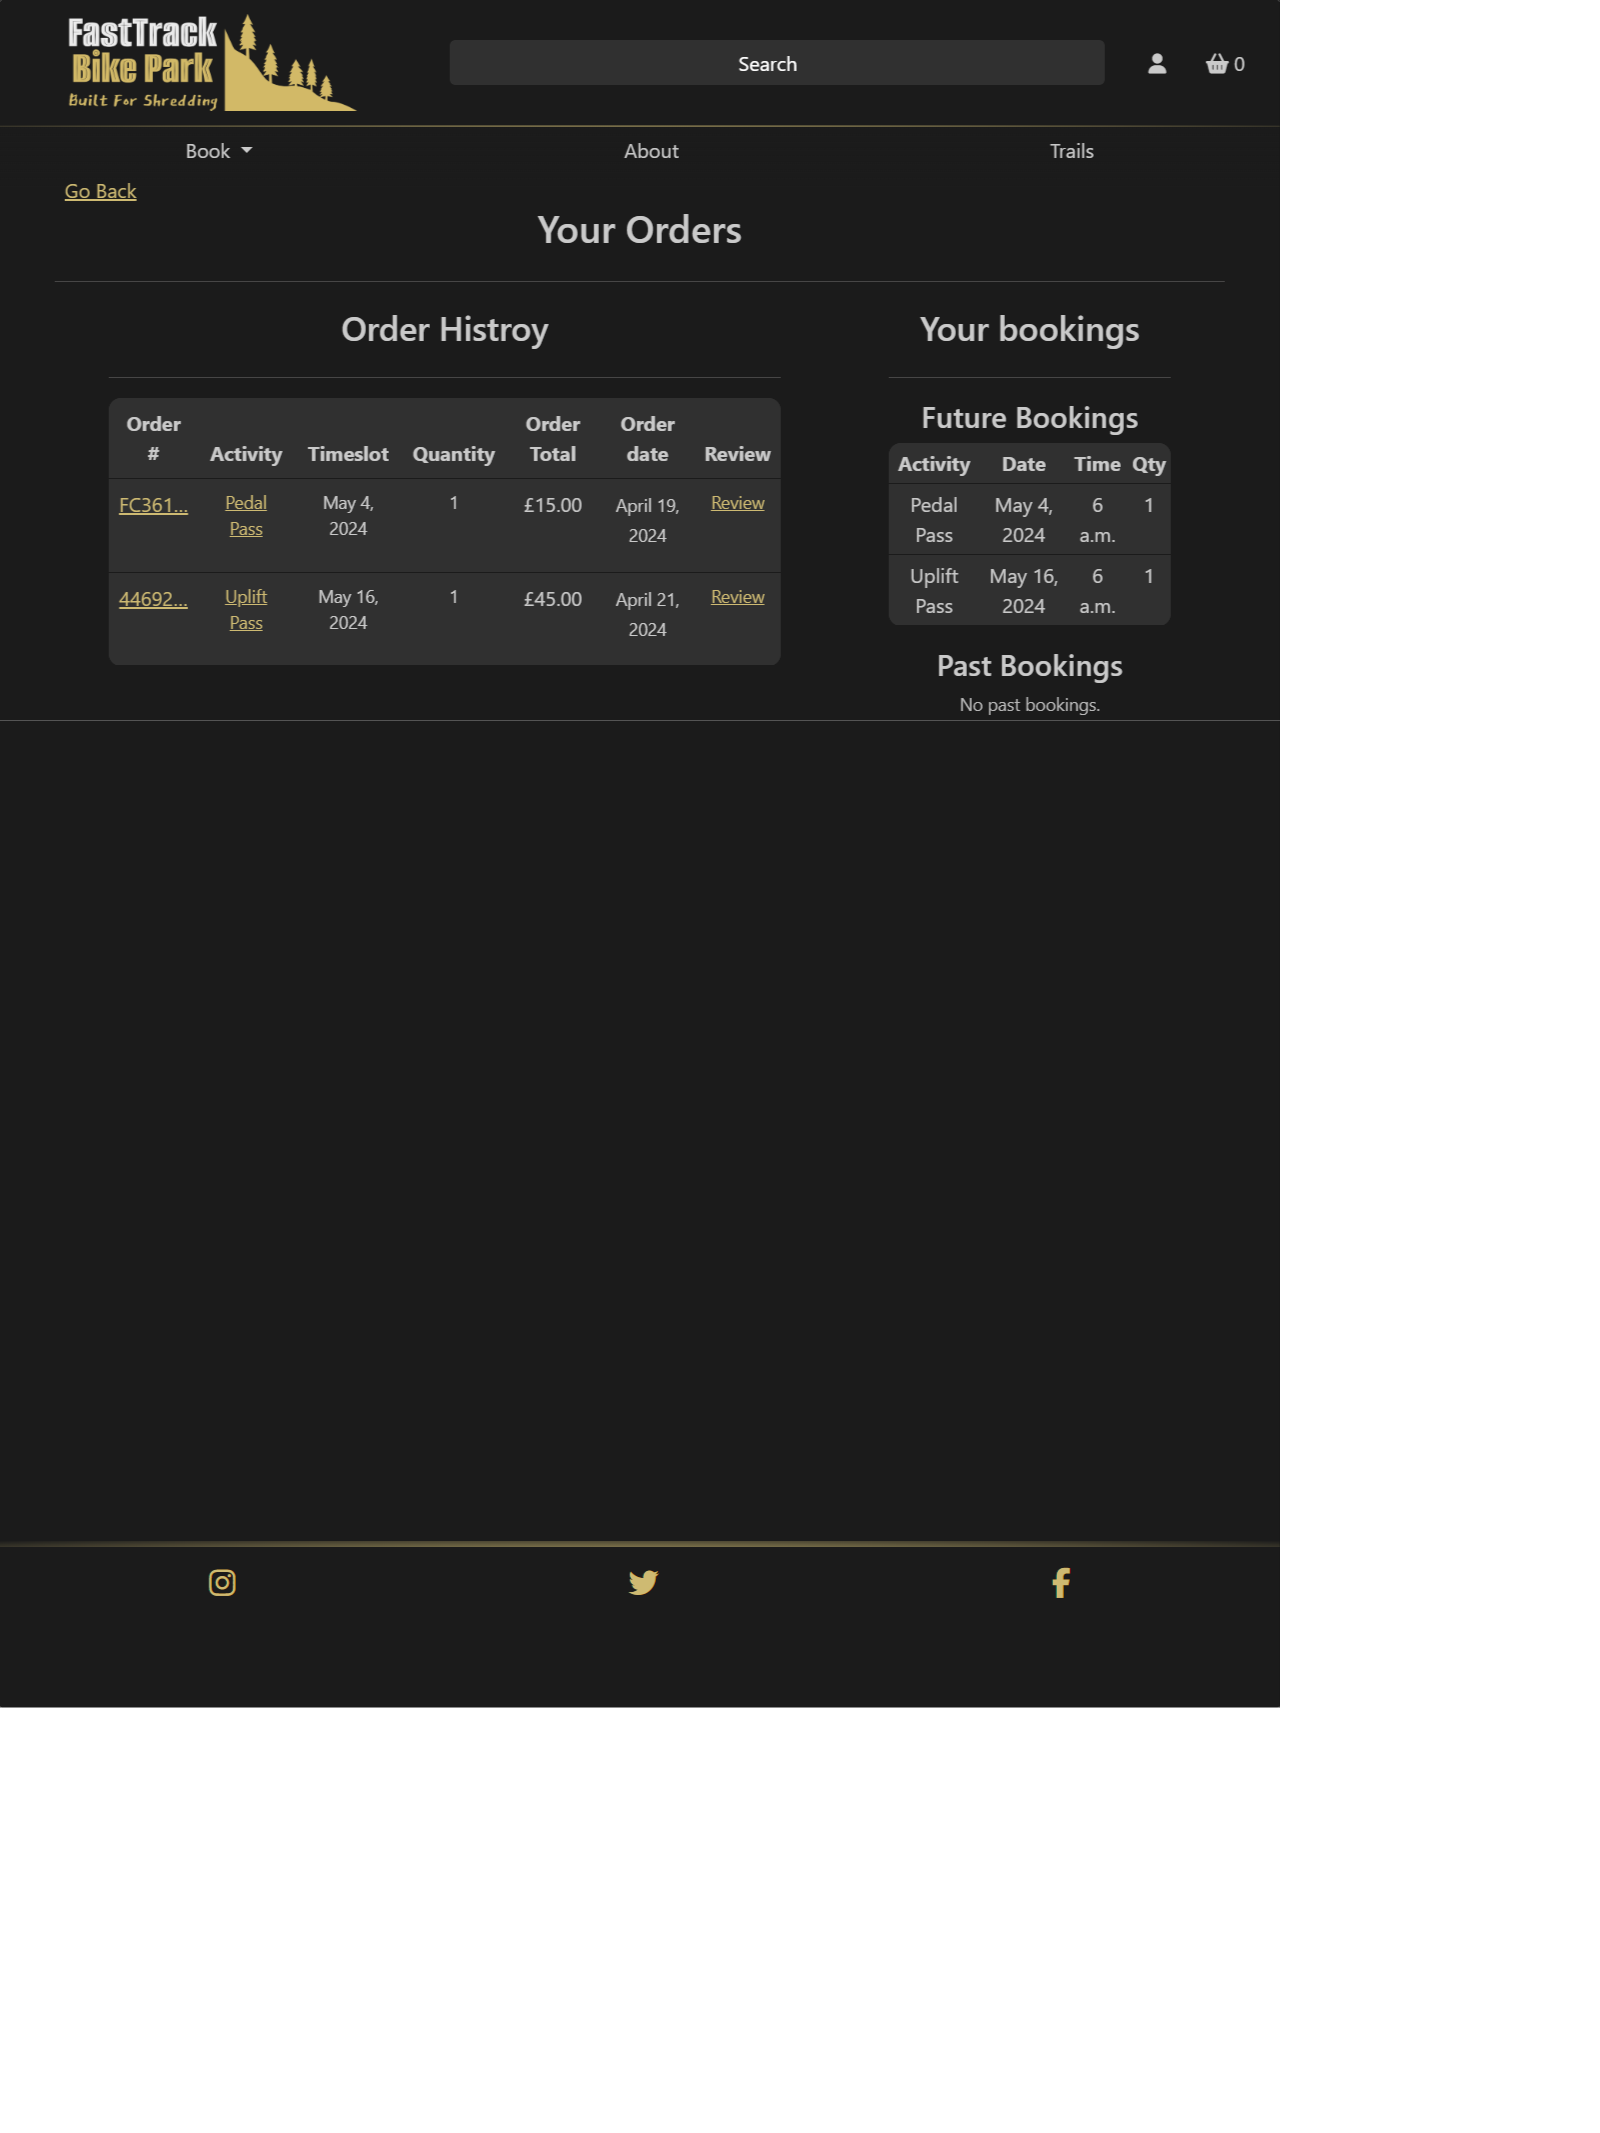 FastTrack
Bike Park
Built For Shredding
Search
0
Book
About
Trails
Go Back
Your Orders
Order Histroy
Order # Activity Timeslot Quantity Order Total Order date Review
FC361... Pedal Pass May 4, 2024 1 £15.00 April 19, 2024 Review
44692... Uplift Pass May 16, 2024 1 £45.00 April 21, 2024 Review
Your bookings
Future Bookings
Activity Date Time Qty
Pedal Pass May 4, 2024 6 a.m. 1
Uplift Pass May 16, 2024 6 a.m. 1
Past Bookings
No past bookings.